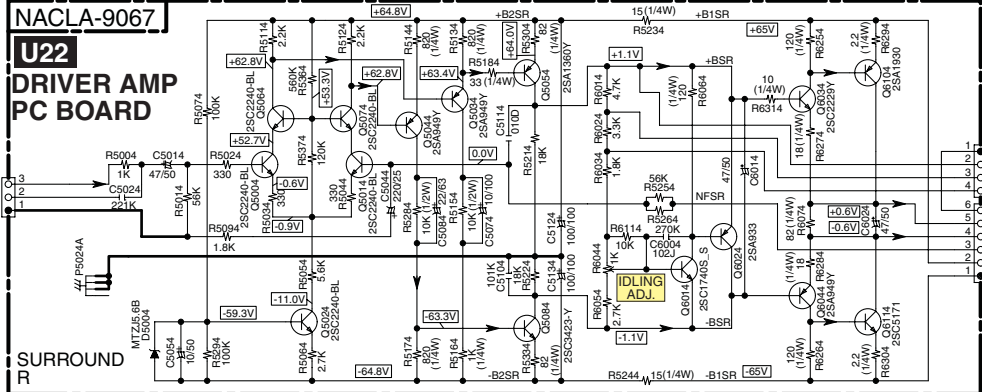 NACLA-9067
U22
DRIVER AMP
PC BOARD
SURROUND
R
3
2
1
R5004
1K
C5024
221K
C5014
47/50
R5014
56K
R5024
330
R5094
1.8K
P5024A
MTZJ5.6B
D5004
C5054
10/50
R5074
100K
R5294
100K
-59.3V
R5114
2.2K
+62.8V
2SC2240-BL
Q5064
560K
R5364
+53.3V
R5124
2.2K
+64.8V
+62.8V
+52.7V
2SC2240-BL
Q5004
-0.6V
R5034
330
-0.9V
R5374
120K
2SC2240-BL
Q5074
330
R5044
Q5014
2SC2240-BL
C5044
220/25
R5054
5.6K
-11.0V
Q5024
2SC2240-BL
R5064
2.7K
-64.8V
R5144
820
(1/4W)
R5134
820
(1/4W)
+63.4V
Q5044
2SA949Y
Q5034
2SA949Y
R5284
10K (1/2W)
C5084 22/63
R5154
10K (1/2W)
C5074 10/100
-63.3V
R5174
820
(1/4W)
R5164
1K
(1/4W)
R5184
33 (1/4W)
+64.0V
R5304
82
(1/4W)
+B2SR
Q5054
2SA1360Y
C5114
010D
0.0V
R5214
18K
C5124
100/100
C5104
101K
R5224
18K
C5134
100/100
Q5084
2SC3423-Y
R5334
82
(1/4W)
-B2SR
15 (1/4W)
R5234
+B1SR
R5244
15 (1/4W)
-B1SR
+1.1V
+BSR
R6014
4.7K
(1/4W)
120
R6064
R6024
3.3K
R6034
1.8K
56K
R5254
R5264
270K
NFSR
R6114
10K
C6004
102J
R6044
1K
IDLING
ADJ.
R6054
2.7K
-1.1V
-BSR
Q6014
2SC1740S_S
Q6024
2SA933
47/50
C6014
10
(1/4W)
R6314
+65V
120
(1/4W)
R6254
2.2
(1/4W)
R6294
Q6034
2SC2229Y
Q6104
2SA1930
18 (1/4W)
R6274
82 (1/4W)
R6074
+0.6V
-0.6V
C6024
47/50
18
(1/4W)
R6284
Q6044
2SA949Y
Q6114
2SC5171
120
(1/4W)
R6264
2.2
(1/4W)
R6304
-65V
1
2
3
4
6
5
4
3
2
1